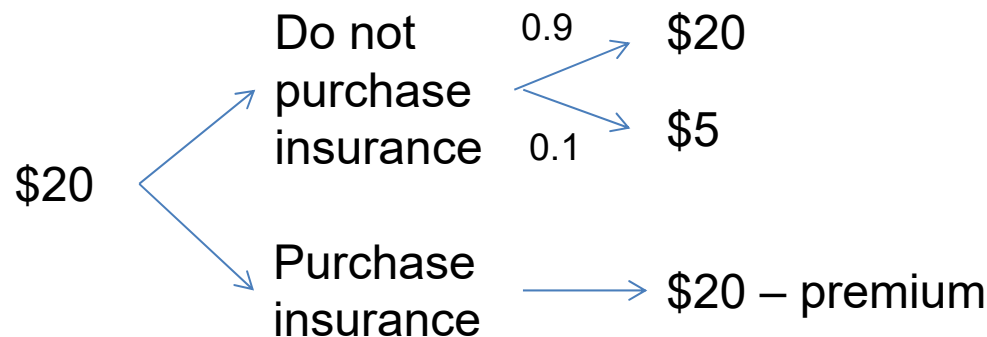 $20
Do not
purchase
insurance
0.9
0.1
$20
$5
Purchase
insurance
$20 – premium